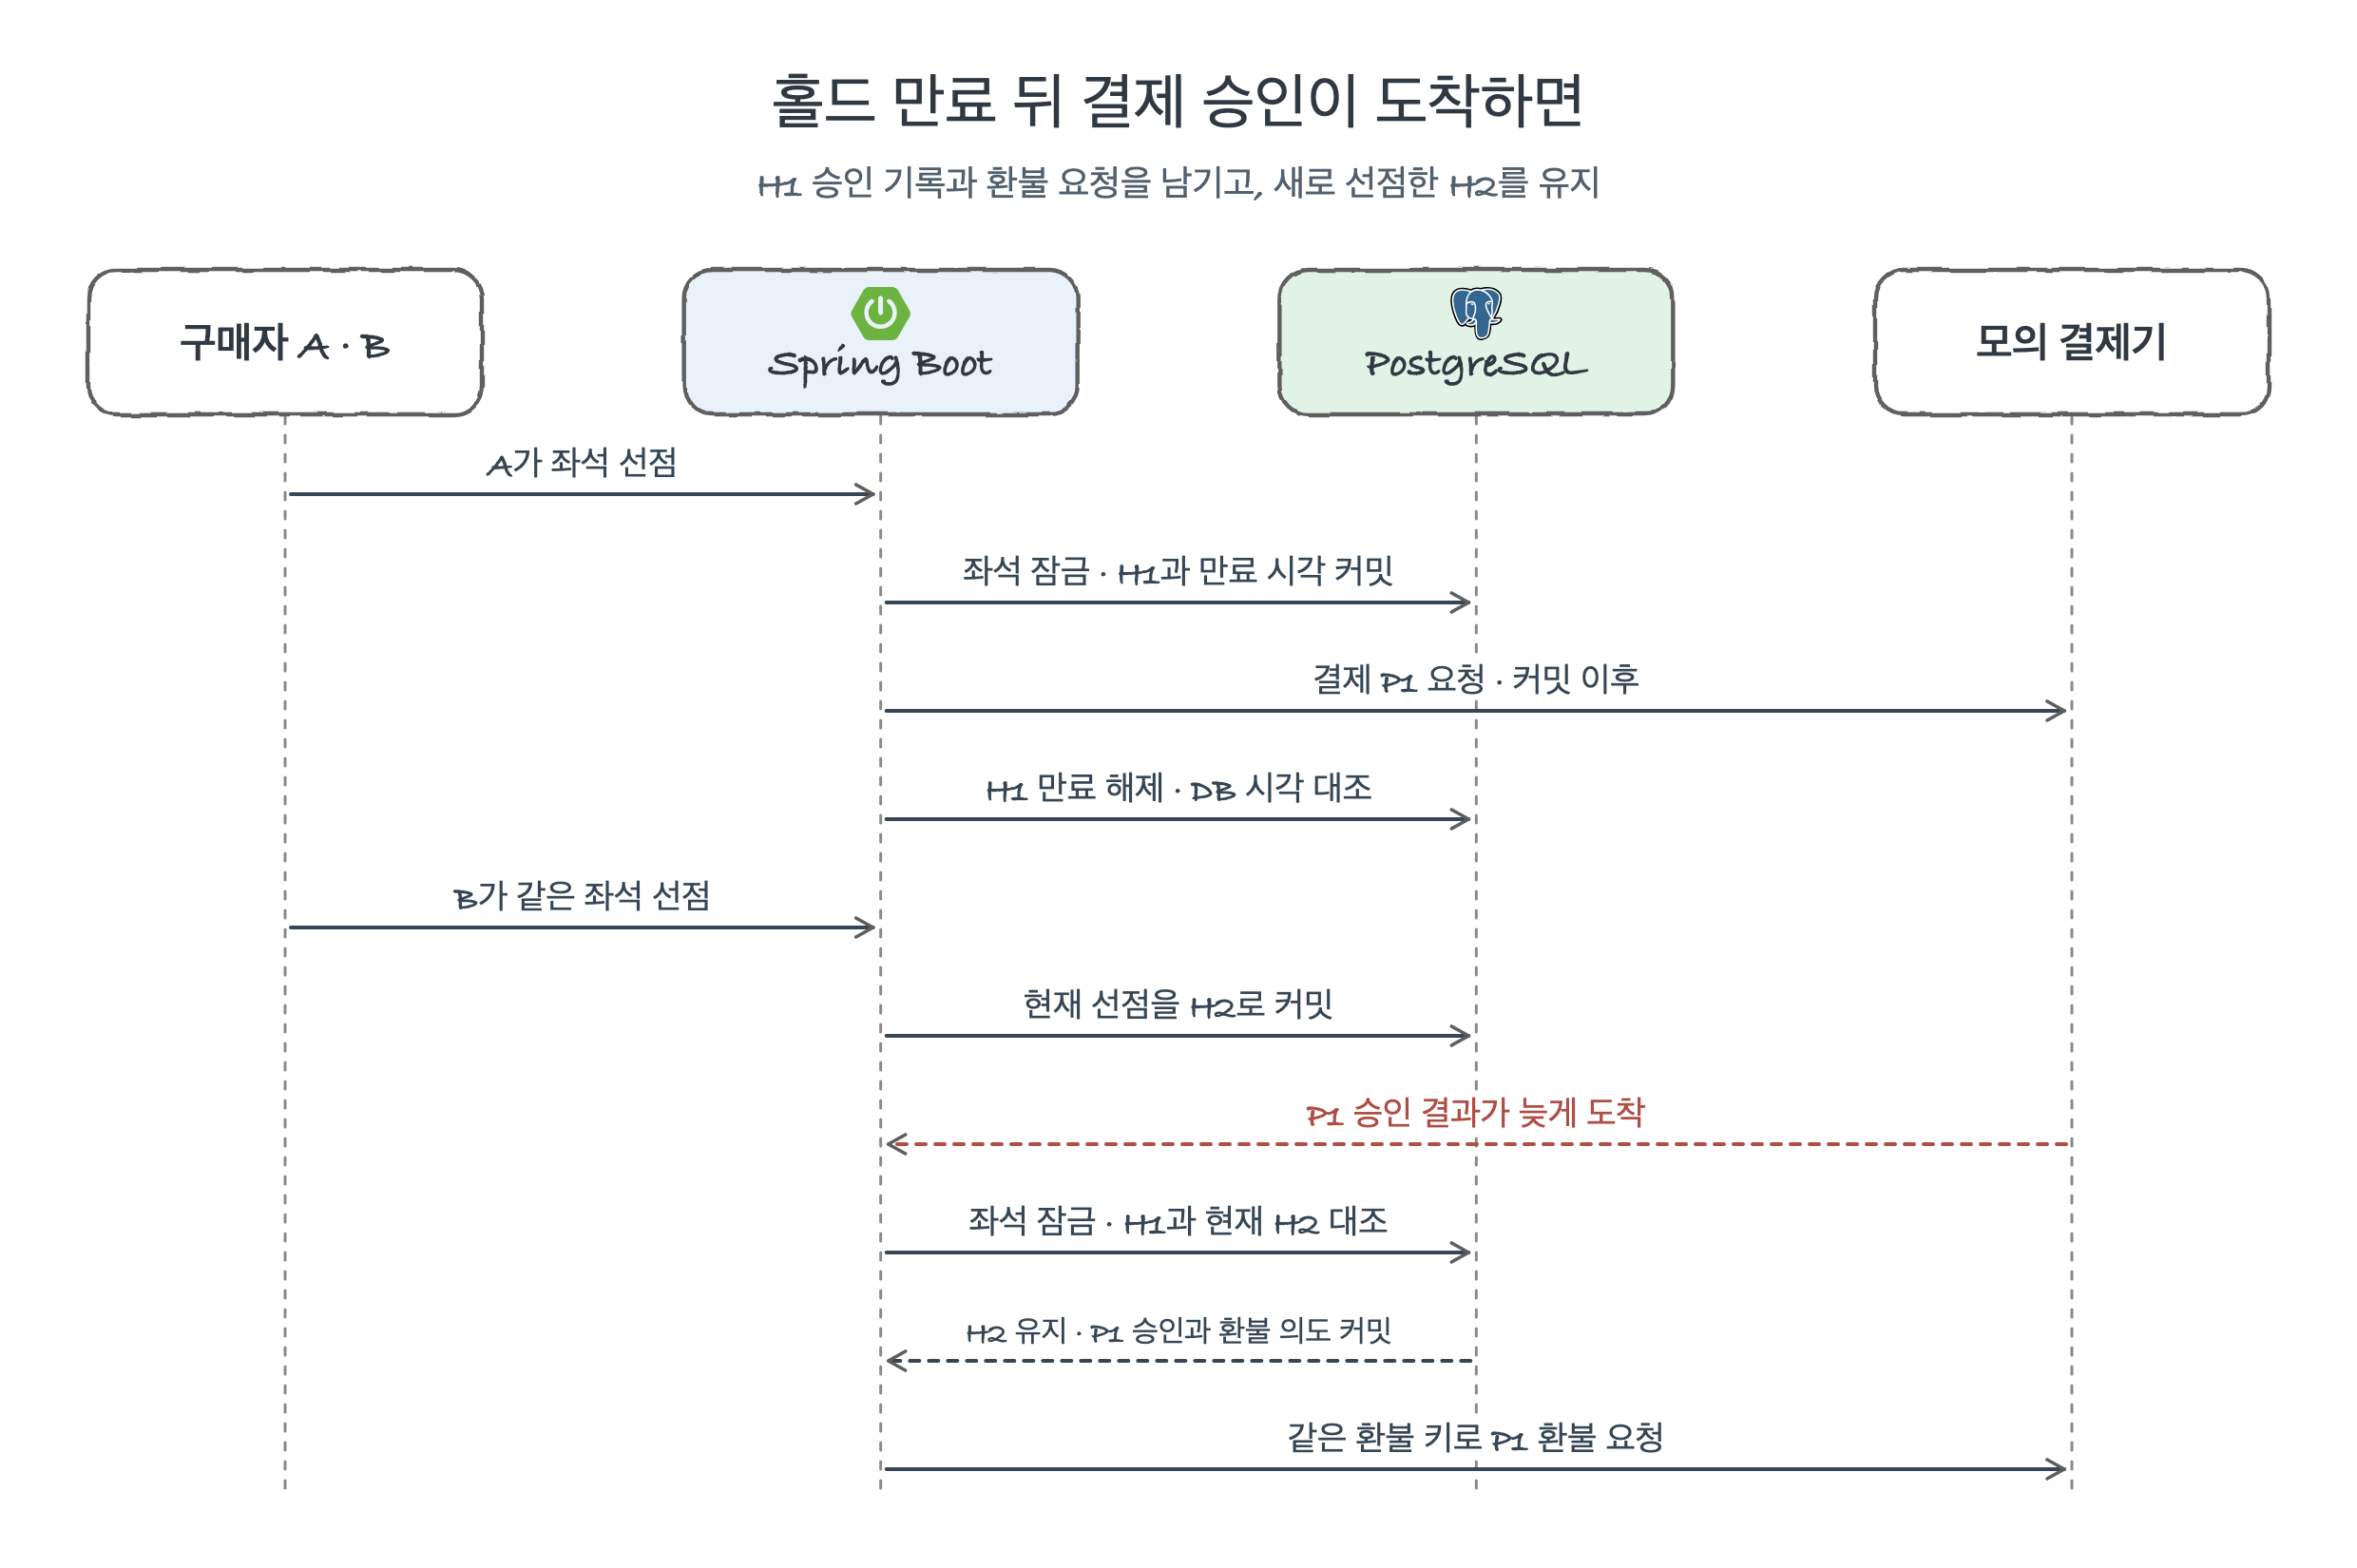 홀드 만료 뒤 결제 승인이 도착하면
H1 승인 기록과 환불 요청을 남기고, 새로 선점한 H2를 유지
구매자 A · B
Spring Boot
PostgreSQL
모의 결제기
A가 좌석 선점
좌석 잠금 · H1과 만료 시각 커밋
결제 P1 요청 · 커밋 이후
H1 만료 해제 · DB 시각 대조
B가 같은 좌석 선점
현재 선점을 H2로 커밋
P1 승인 결과가 늦게 도착
좌석 잠금 · H1과 현재 H2 대조
H2 유지 · P1 승인과 환불 의도 커밋
같은 환불 키로 P1 환불 요청